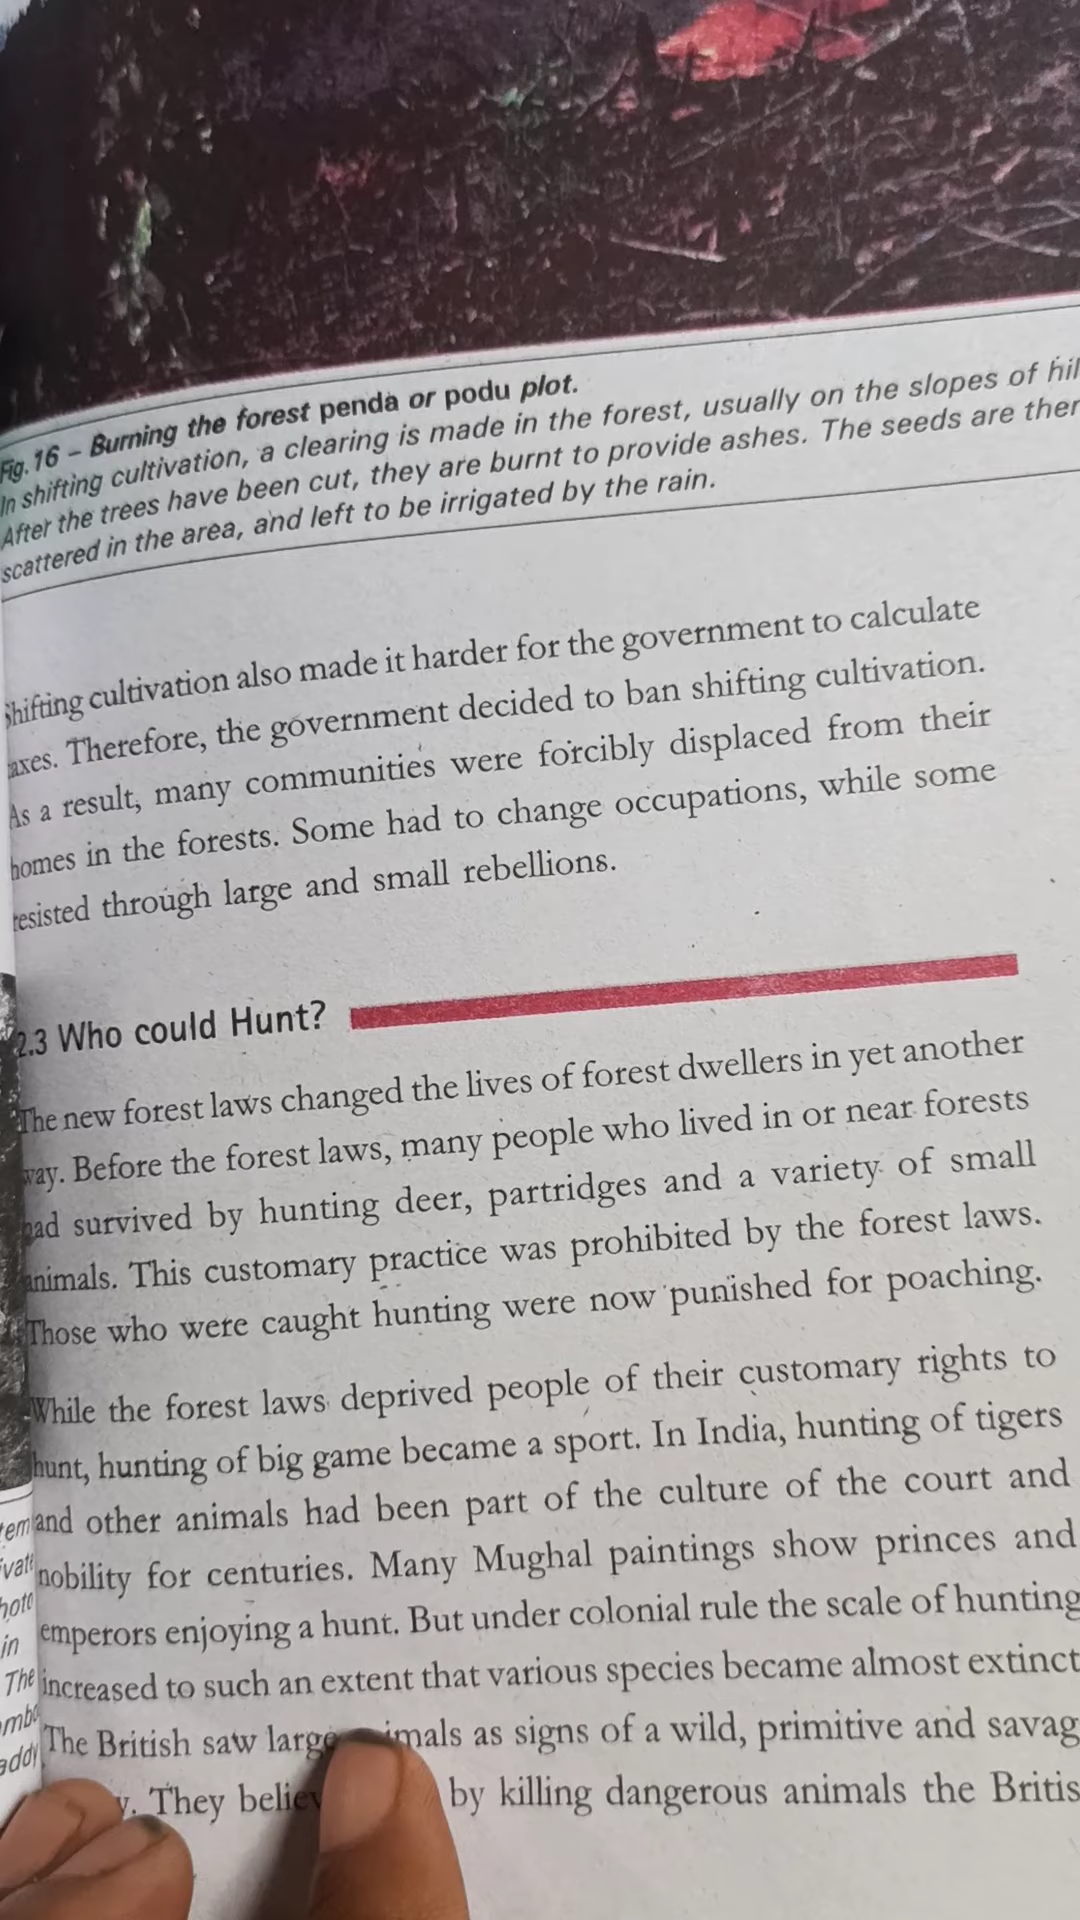 Fig. 16 – Burning the forest penda or podu plot.
In shifting cultivation, a clearing is made in the forest, usually on the slopes of hil
After the trees have been cut, they are burnt to provide ashes. The seeds are then
scattered in the area, and left to be irrigated by the rain.
Shifting cultivation also made it harder for the government to calculate
axes. Therefore, the government decided to ban shifting cultivation.
As a result, many communities were forcibly displaced from their
homes in the forests. Some had to change occupations, while some
resisted through large and small rebellions.
2.3 Who could Hunt?
The new forest laws changed the lives of forest dwellers in yet another
way. Before the forest laws, many people who lived in or near forests
had survived by hunting deer, partridges and a variety of small
animals. This customary practice was prohibited by the forest laws.
Those who were caught hunting were now punished for poaching.
While the forest laws deprived people of their customary rights to
hunt, hunting of big game became a sport. In India, hunting of tigers
and other animals had been part of the culture of the court and
nobility for centuries. Many Mughal paintings show princes and
emperors enjoying a hunt. But under colonial rule the scale of hunting
increased to such an extent that various species became almost extinct
The British saw large imals as signs of a wild, primitive and savag
y. They believ by killing dangerous animals the Britis
in
The